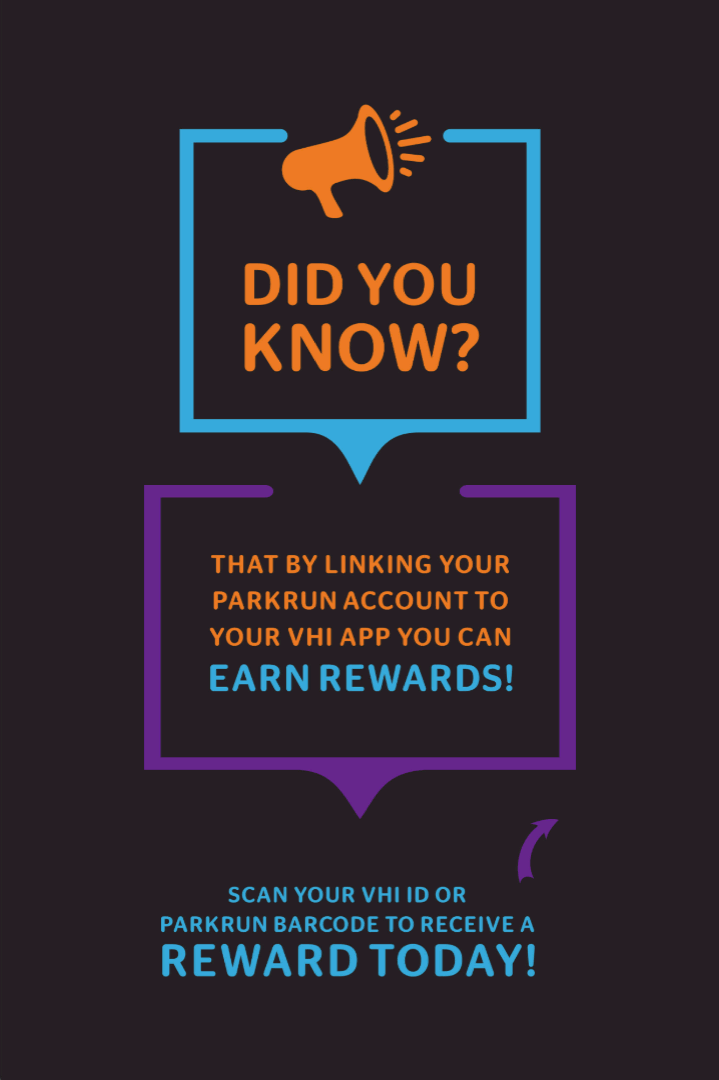 DID YOU
KNOW?
THAT BY LINKING YOUR
PARKRUN ACCOUNT TO
YOUR VHI APP YOU CAN
EARN REWARDS!
SCAN YOUR VHI ID OR
PARKRUN BARCODE TO RECEIVE A
REWARD TODAY!